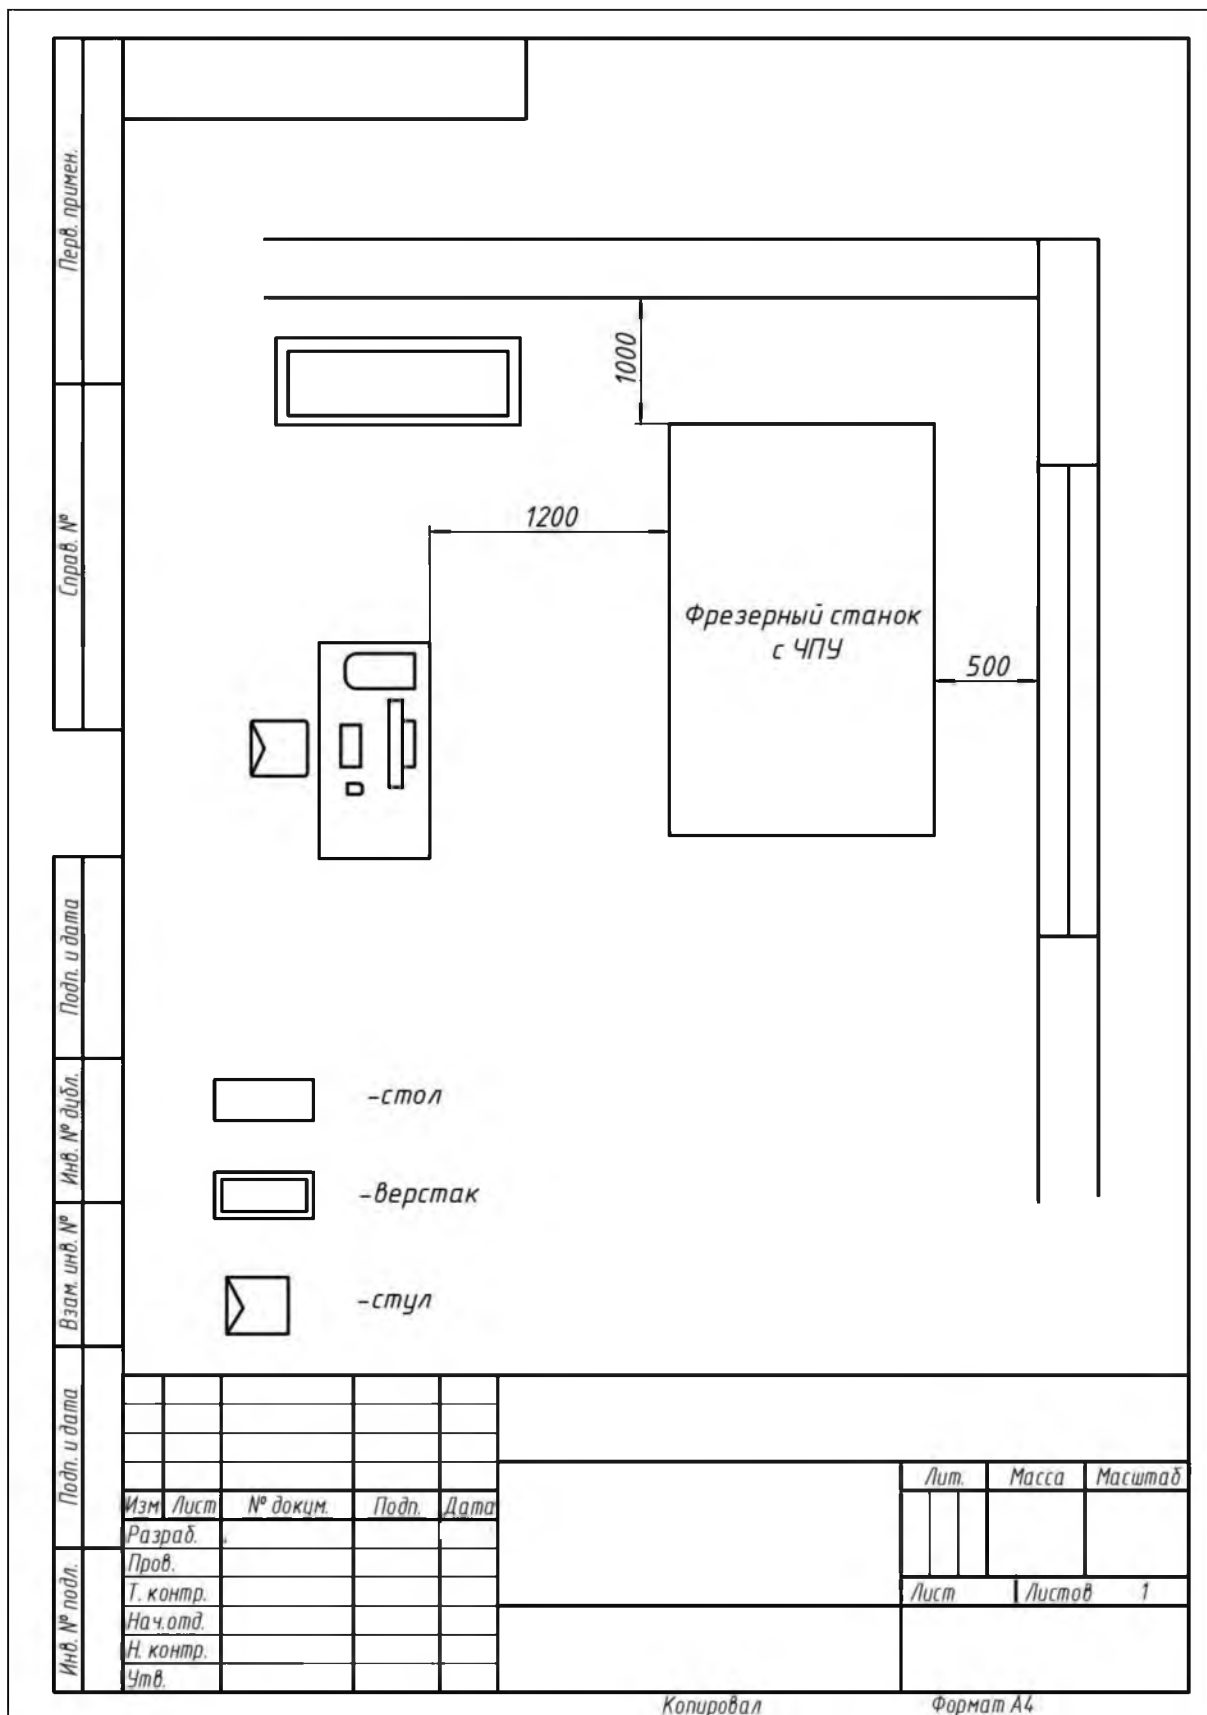 Перв. примен.
Справ. №
Подп. и дата
Инв. № дубл.
Взам. инв. №
Подп. и дата
Инв. № подл.
1000
1200
Фрезерный станок
с ЧПУ
500
-стол
-верстак
-стул
Изм Лист № докум. Подп. Дата
Разраб.
Пров.
Т. контр.
Нач.отд.
Н. контр.
Утв.
Лит. Масса Масштаб
Лист Листов 1
Копировал Формат А4